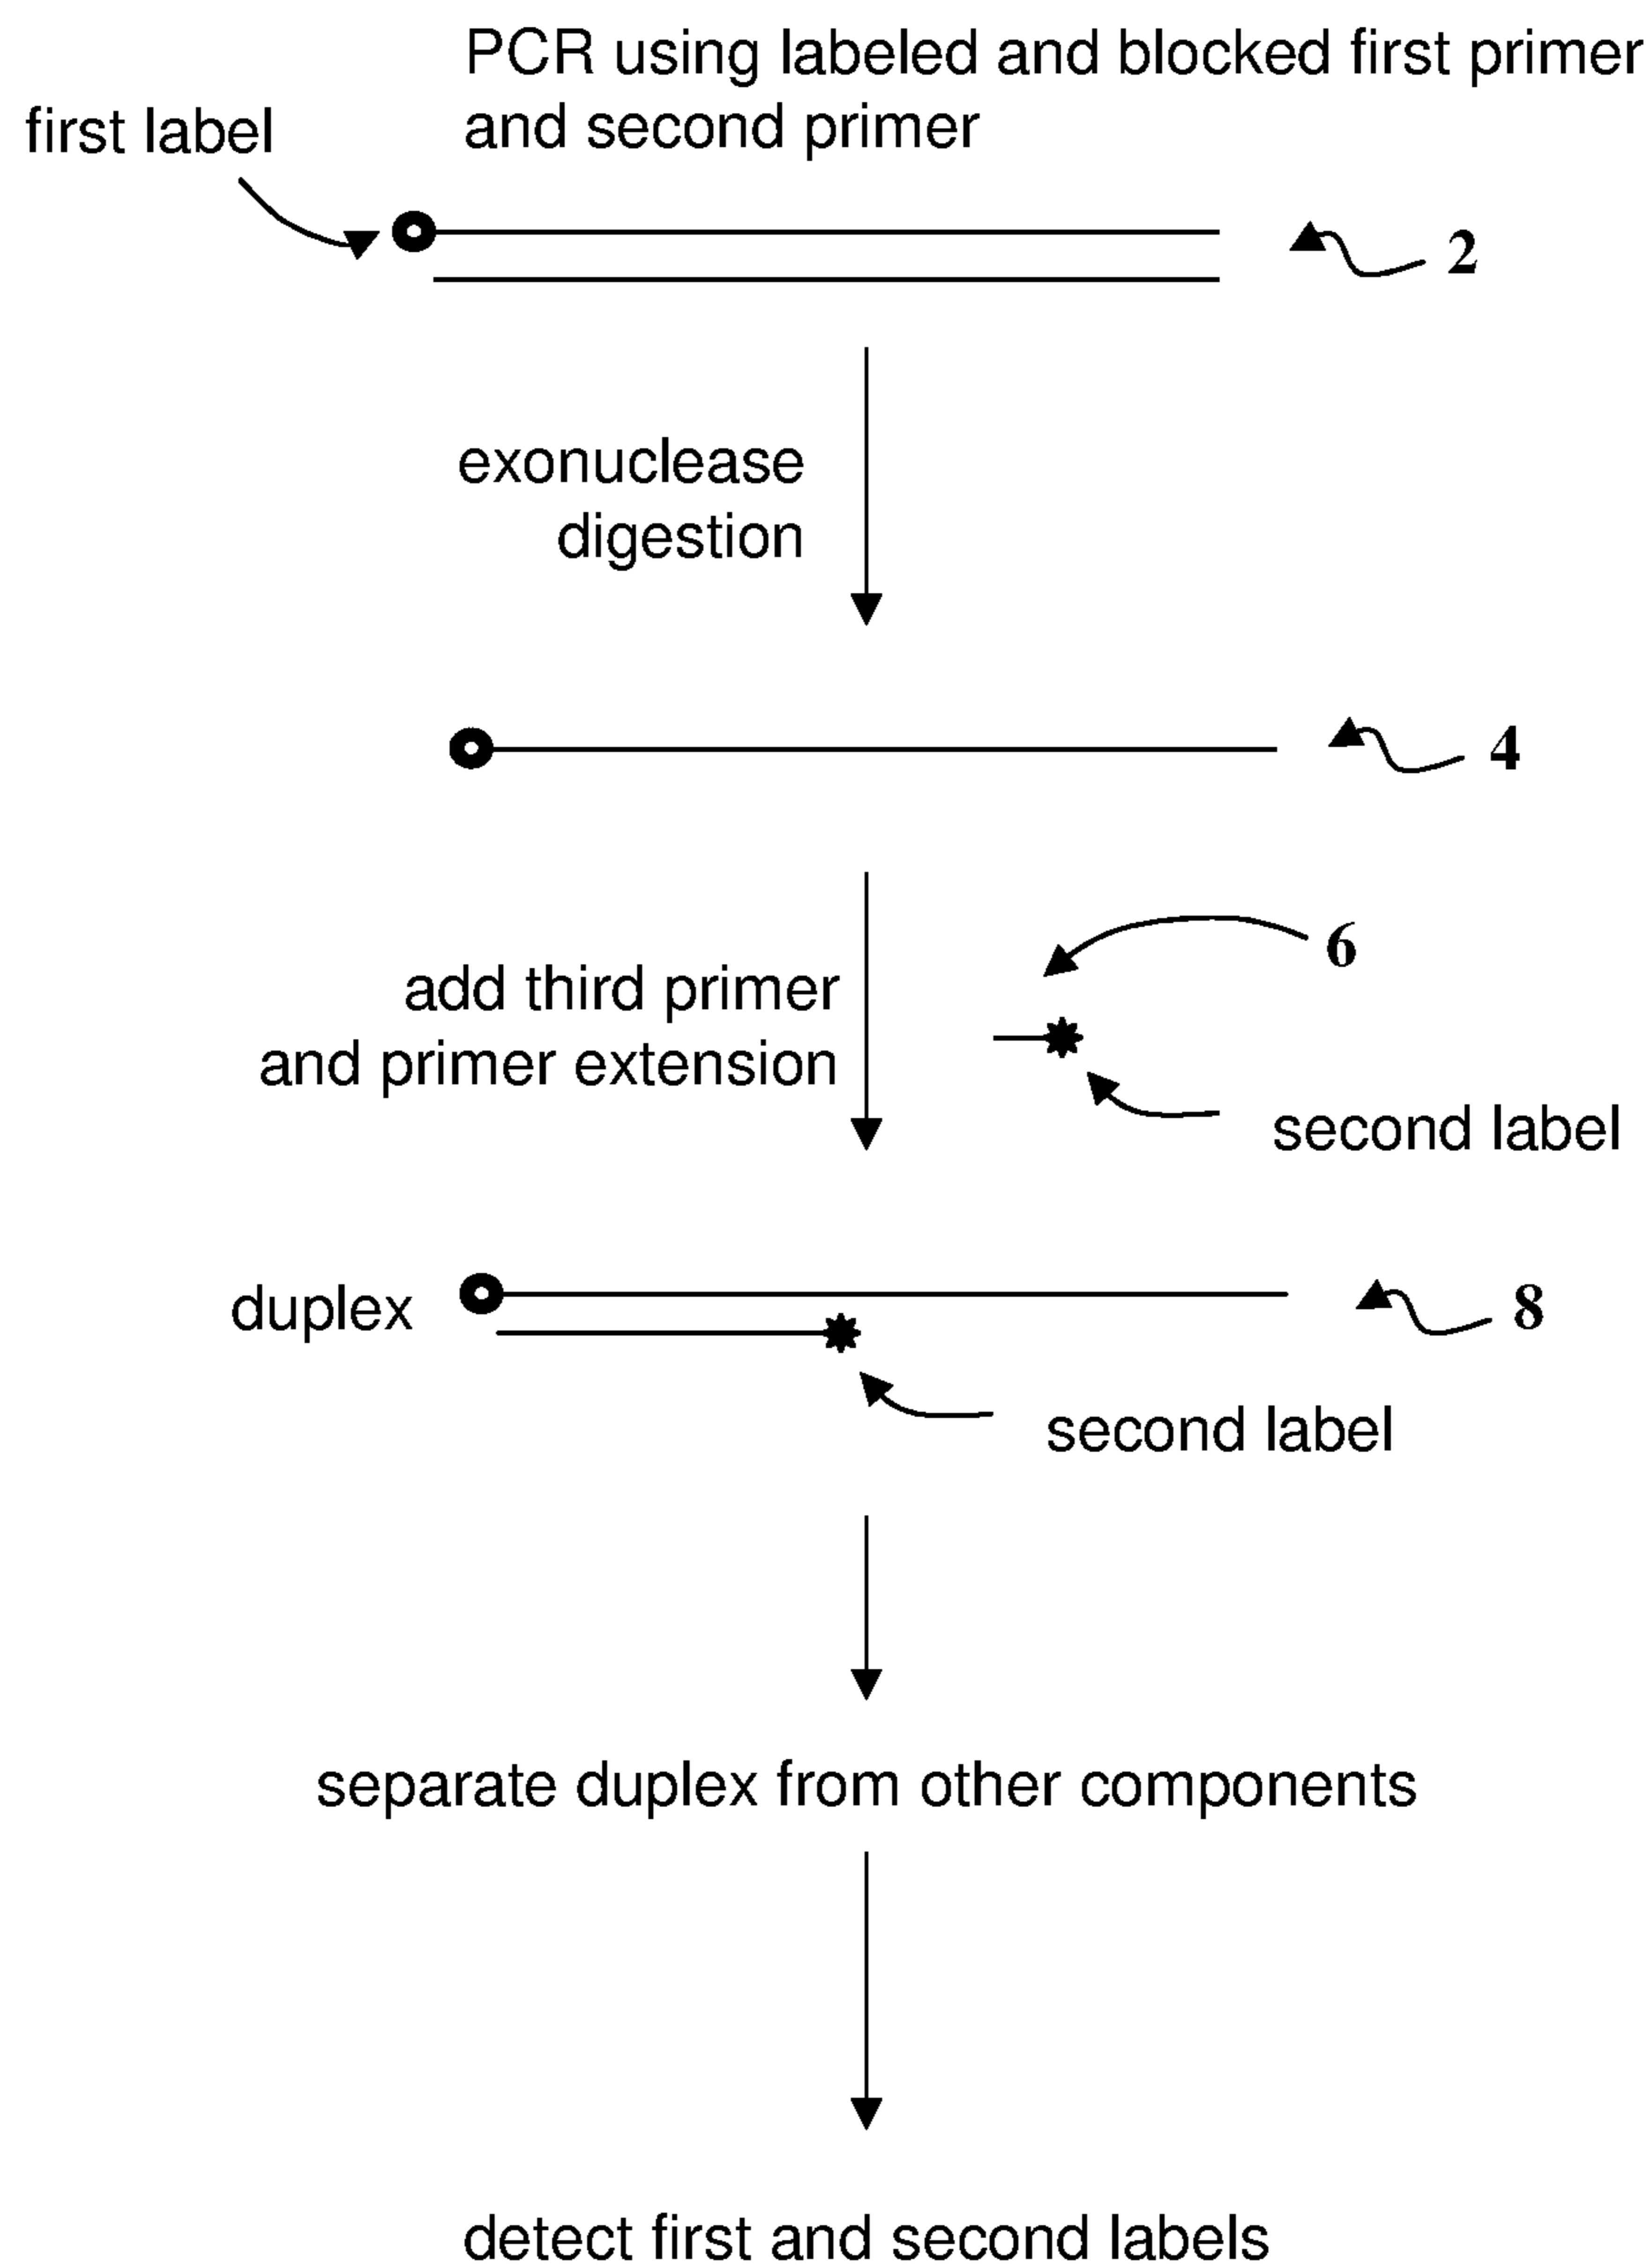 PCR using labeled and blocked first primer
and second primer
first label
2
exonuclease
digestion
4
6
add third primer
and primer extension
second label
duplex
8
second label
separate duplex from other components
detect first and second labels